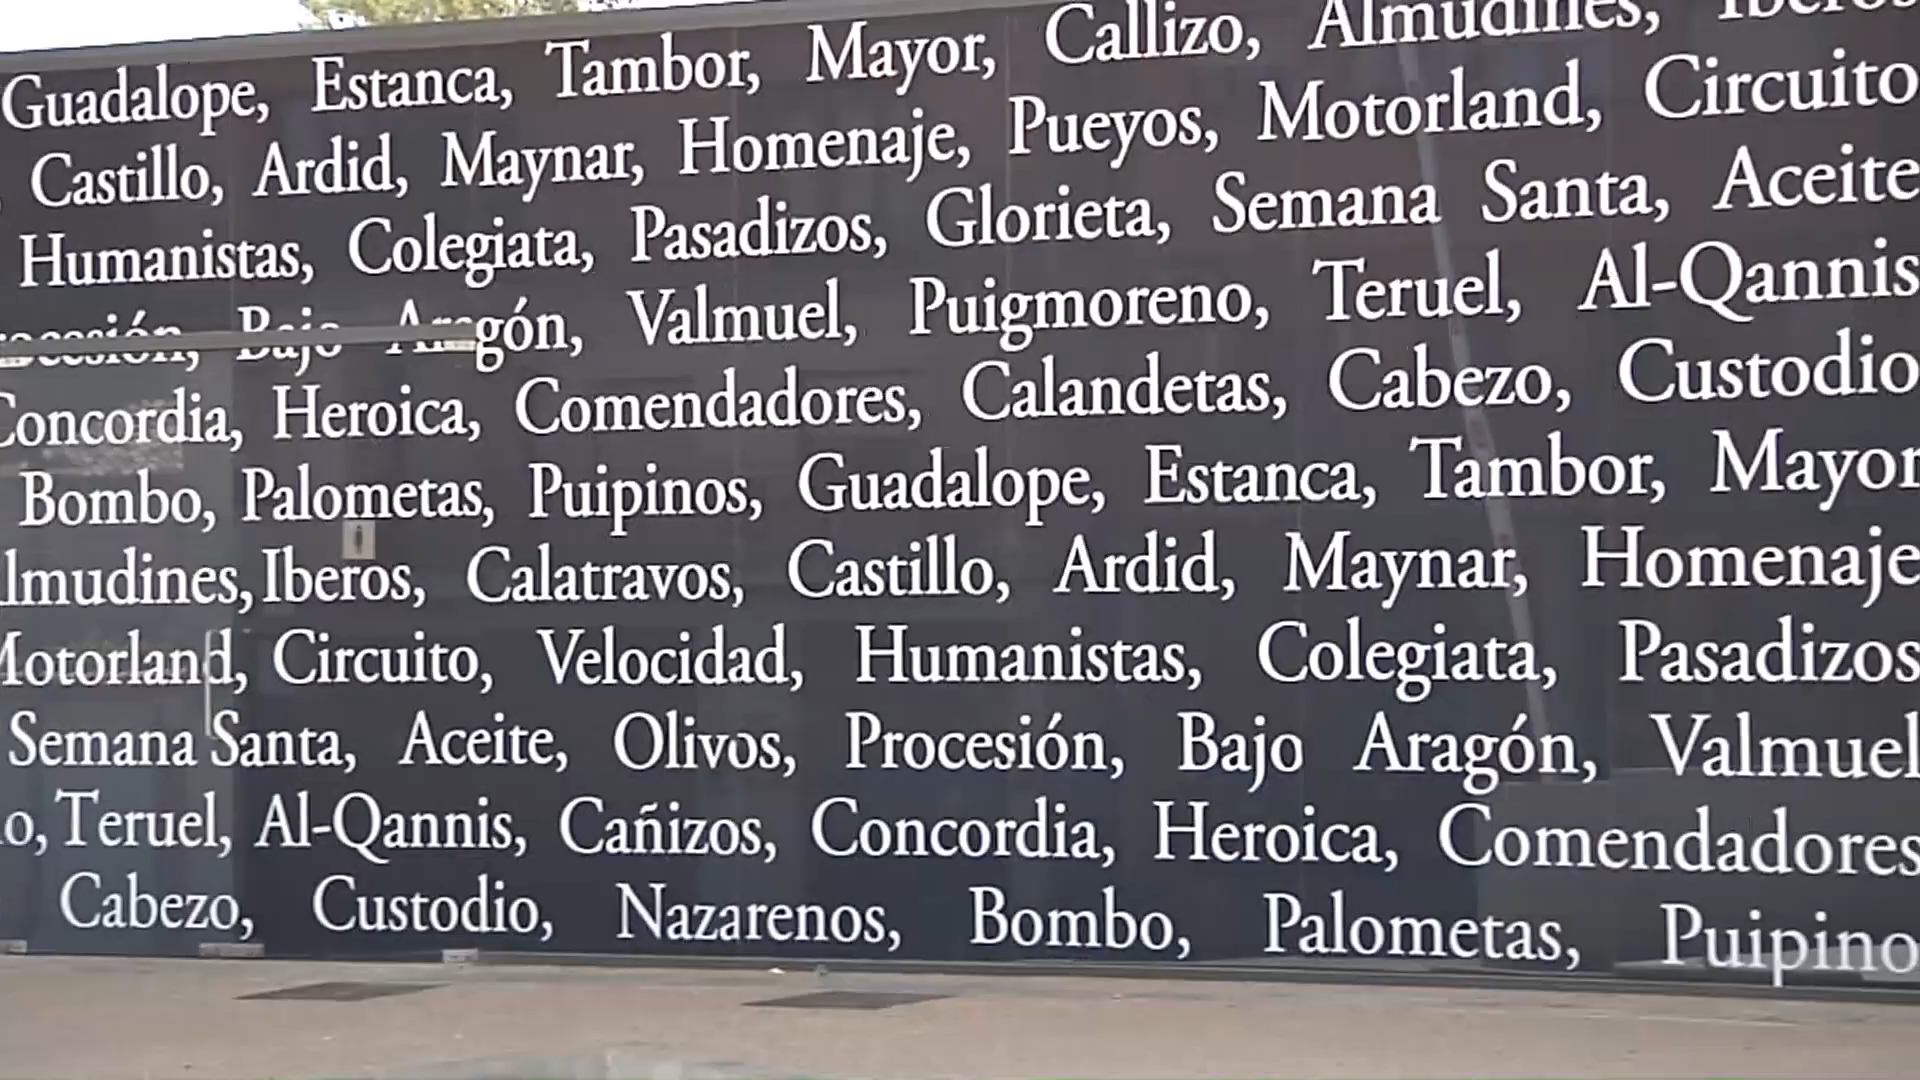 Guadalope, Estanca, Tambor, Mayor, Callizo, Almudines, Iberos
Castillo, Ardid, Maynar, Homenaje, Pueyos, Motorland, Circuito
Humanistas, Colegiata, Pasadizos, Glorieta, Semana Santa, Aceite
ocesión, Bajo Aragón, Valmuel, Puigmoreno, Teruel, Al-Qannis
Concordia, Heroica, Comendadores, Calandetas, Cabezo, Custodio
Bombo, Palometas, Puipinos, Guadalope, Estanca, Tambor, Mayor
lmudines, Iberos, Calatravos, Castillo, Ardid, Maynar, Homenaje
Motorland, Circuito, Velocidad, Humanistas, Colegiata, Pasadizos
Semana Santa, Aceite, Olivos, Procesión, Bajo Aragón, Valmuel
o, Teruel, Al-Qannis, Cañizos, Concordia, Heroica, Comendadores
Cabezo, Custodio, Nazarenos, Bombo, Palometas, Puipino